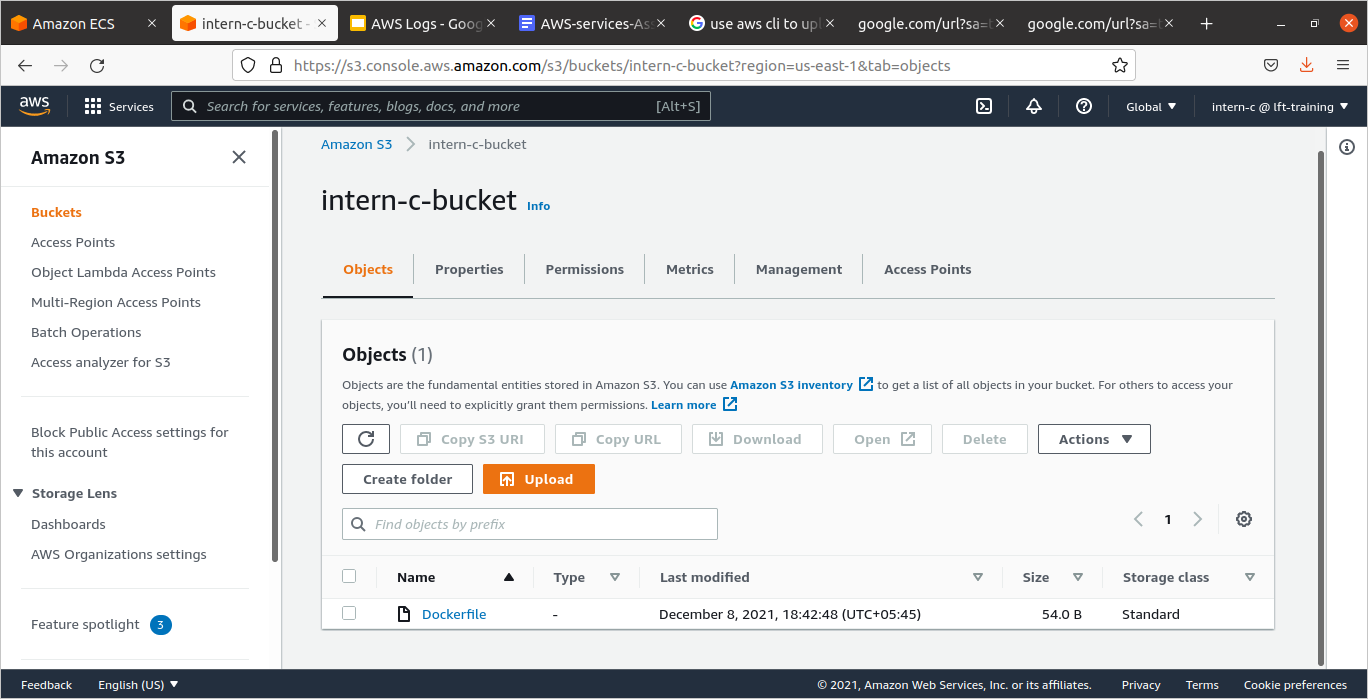 Amazon ECS
intern-c-bucket -
AWS Logs - Goog
AWS-services-Ass
use aws cli to upl
google.com/url?sa=t
google.com/url?sa=t
https://s3.console.aws.amazon.com/s3/buckets/intern-c-bucket?region=us-east-1&tab=objects
aws
Services
Search for services, features, blogs, docs, and more
[Alt+S]
Global
intern-c @ lft-training
Amazon S3
Buckets
Access Points
Object Lambda Access Points
Multi-Region Access Points
Batch Operations
Access analyzer for S3
Block Public Access settings for
this account
Storage Lens
Dashboards
AWS Organizations settings
Feature spotlight 3
Amazon S3 intern-c-bucket
intern-c-bucket Info
Objects Properties Permissions Metrics Management Access Points
Objects (1)
Objects are the fundamental entities stored in Amazon S3. You can use Amazon S3 inventory to get a list of all objects in your bucket. For others to access your
objects, you'll need to explicitly grant them permissions. Learn more
Copy S3 URI Copy URL Download Open Delete Actions
Create folder Upload
Find objects by prefix
1
Name Type Last modified Size Storage class
Dockerfile - December 8, 2021, 18:42:48 (UTC+05:45) 54.0 B Standard
Feedback English (US) © 2021, Amazon Web Services, Inc. or its affiliates. Privacy Terms Cookie preferences